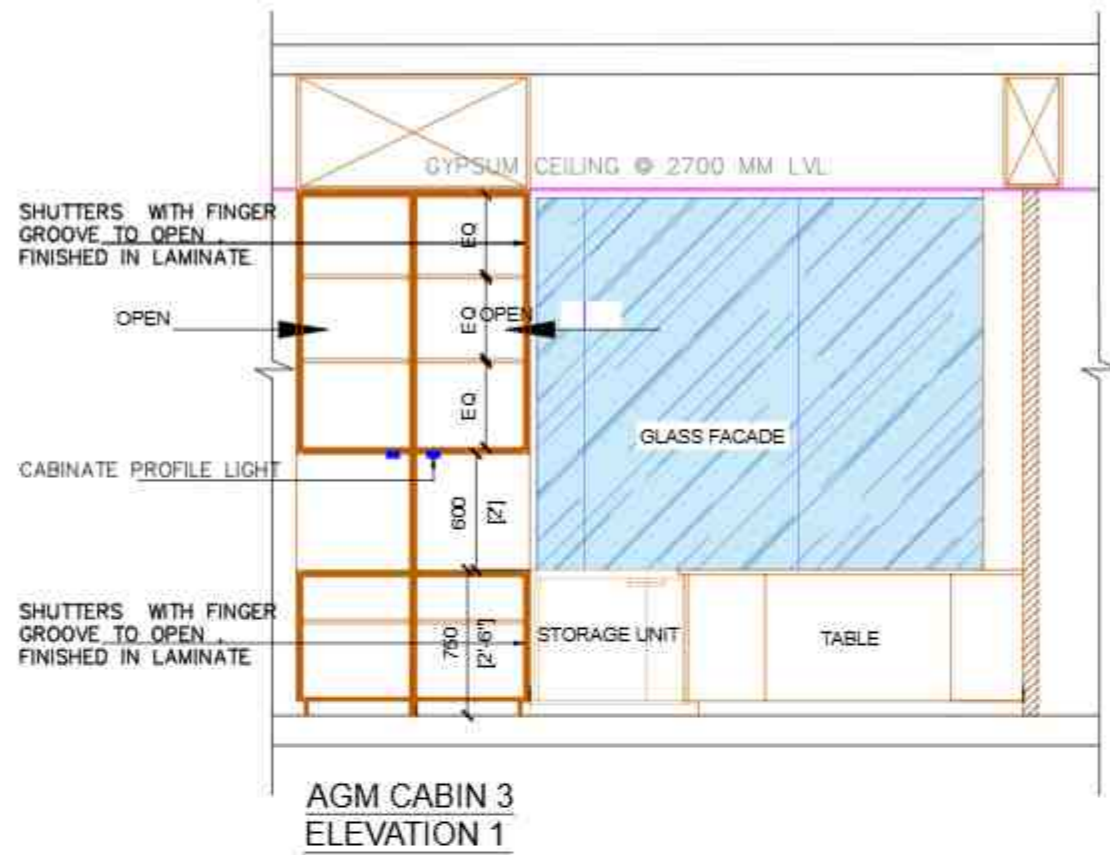 GYPSUM CEILING @ 2700 MM LVL
SHUTTERS WITH FINGER
GROOVE TO OPEN ,
FINISHED IN LAMINATE
EQ
OPEN
EQ
OPEN
EQ
GLASS FACADE
CABINATE PROFILE LIGHT
600
[2']
SHUTTERS WITH FINGER
GROOVE TO OPEN ,
FINISHED IN LAMINATE
750
[2'-6"]
STORAGE UNIT
TABLE
AGM CABIN 3
ELEVATION 1